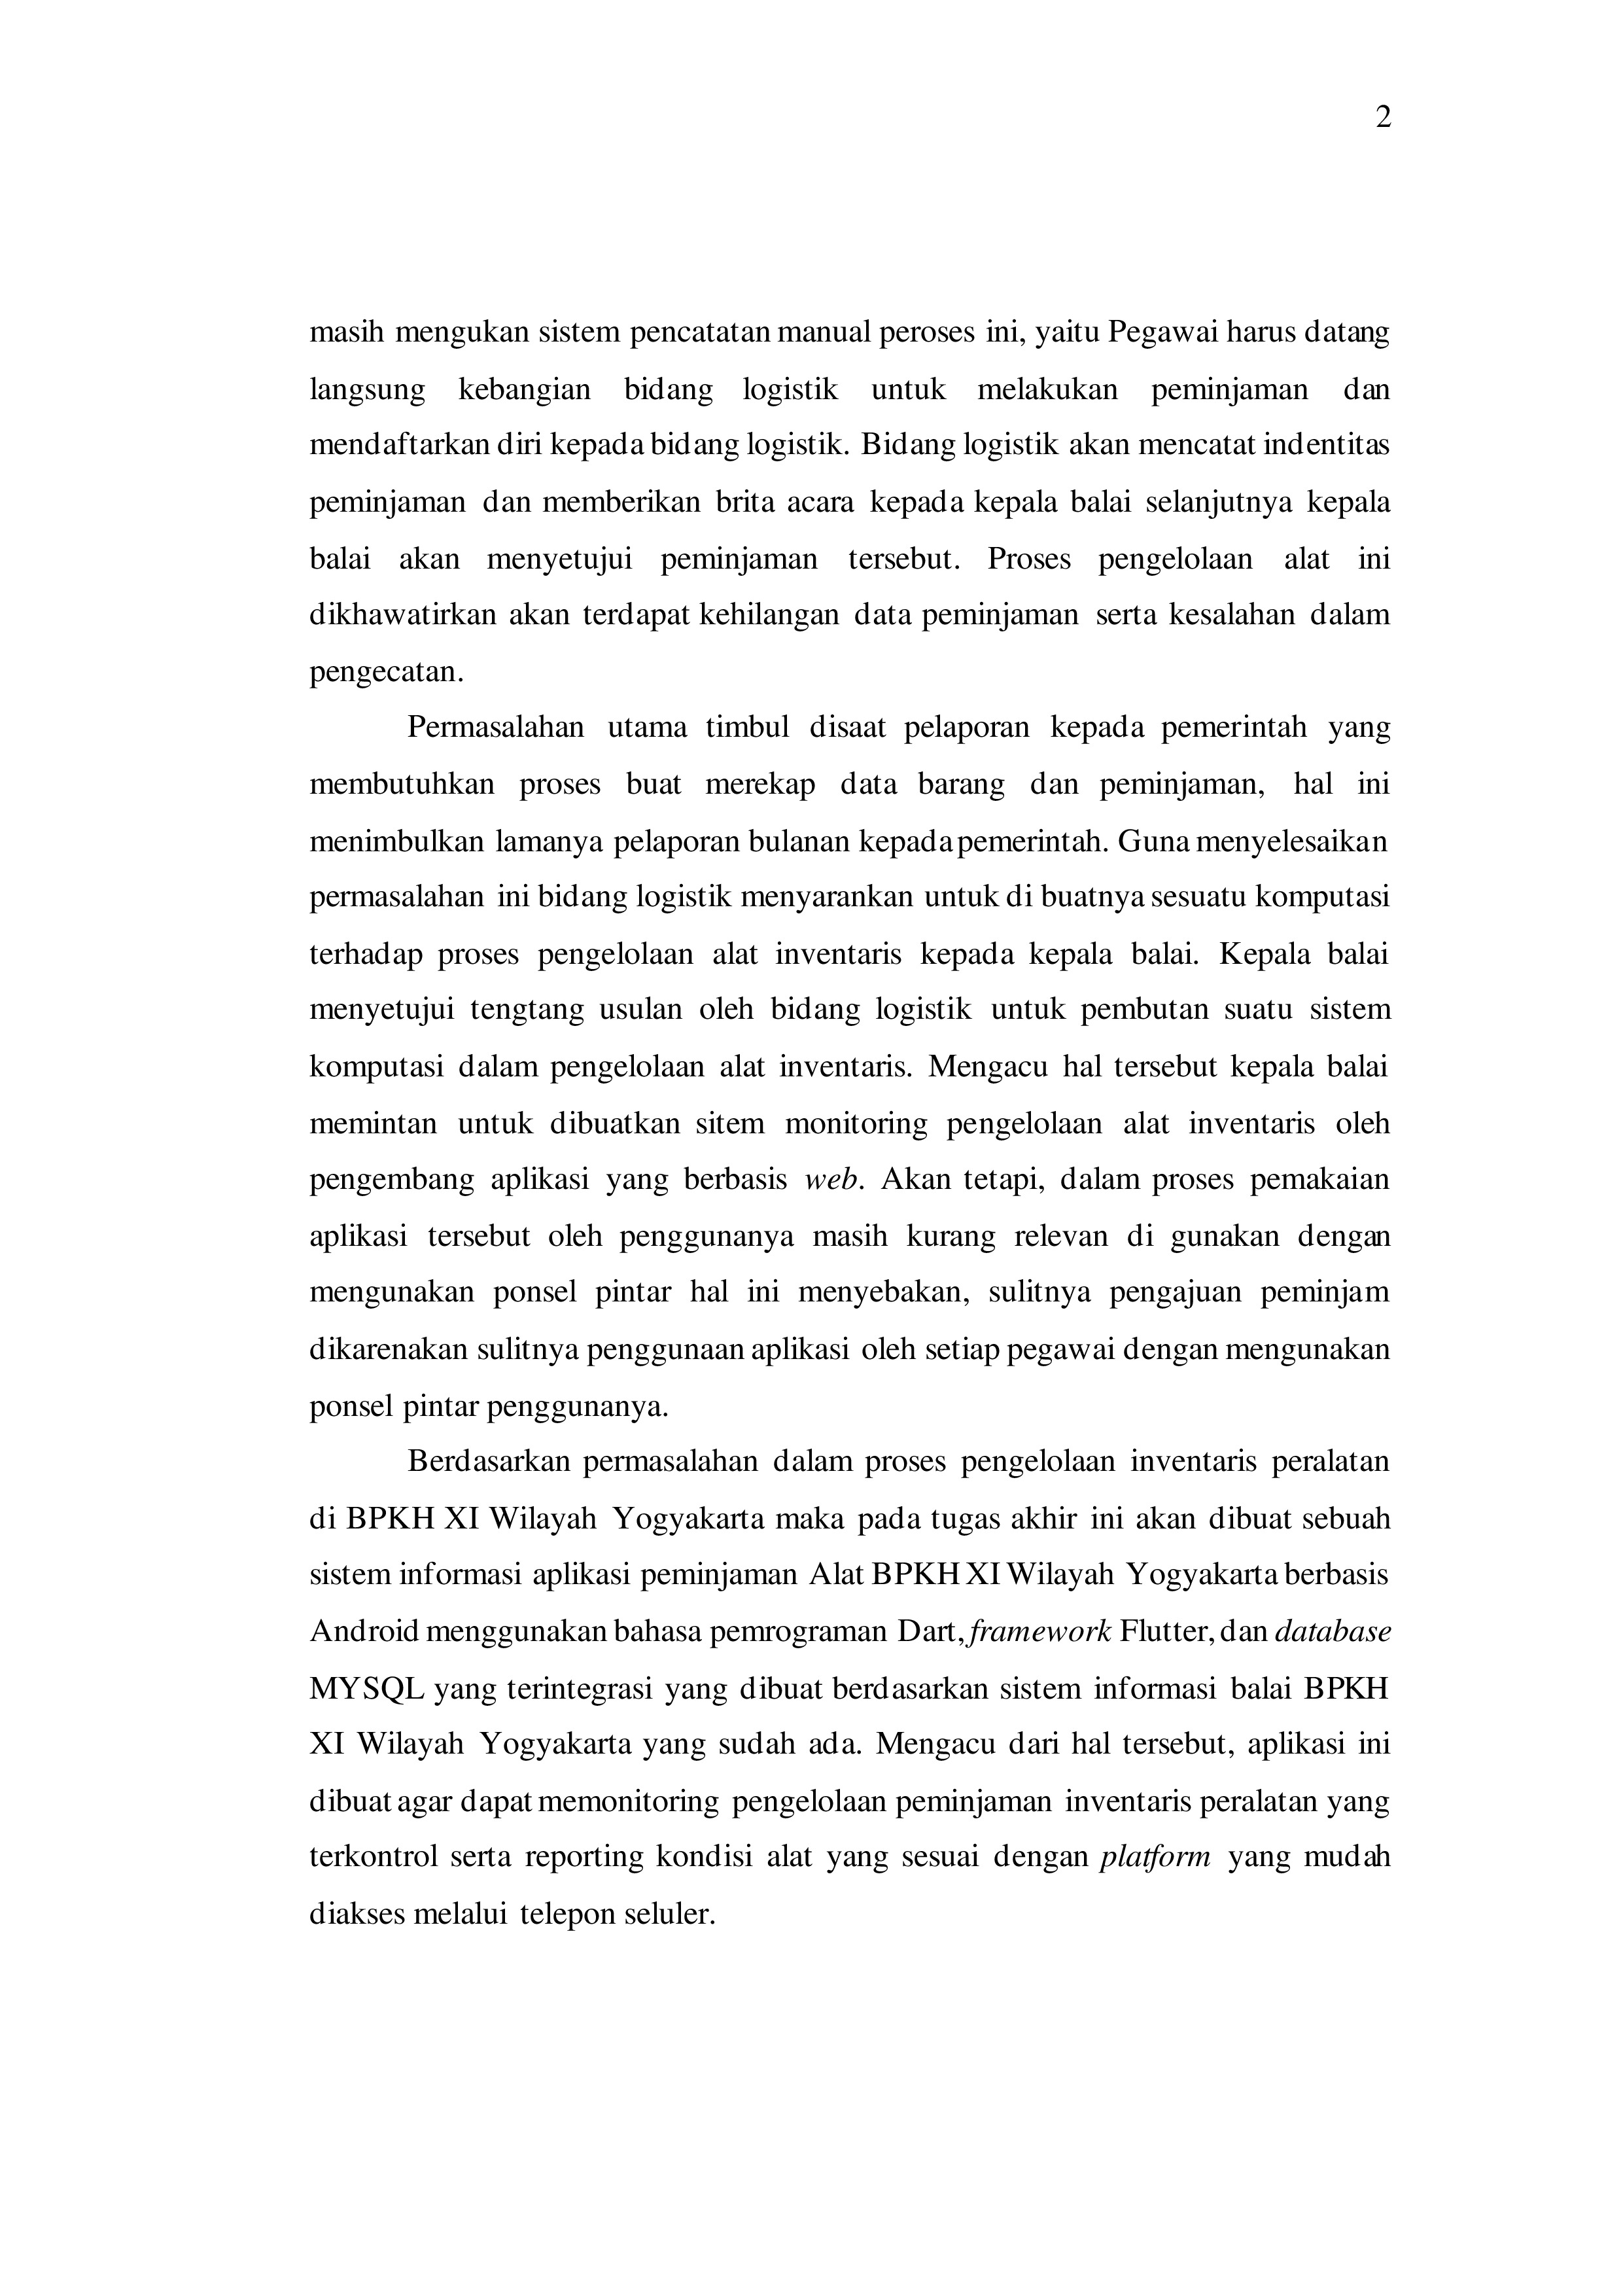 2
masih mengukan sistem pencatatan manual peroses ini, yaitu Pegawai harus datang
langsung kebangian bidang logistik untuk melakukan peminjaman dan
mendaftarkan diri kepada bidang logistik. Bidang logistik akan mencatat indentitas
peminjaman dan memberikan brita acara kepada kepala balai selanjutnya kepala
balai akan menyetujui peminjaman tersebut. Proses pengelolaan alat ini
dikhawatirkan akan terdapat kehilangan data peminjaman serta kesalahan dalam
pengecatan.
Permasalahan utama timbul disaat pelaporan kepada pemerintah yang
membutuhkan proses buat merekap data barang dan peminjaman, hal ini
menimbulkan lamanya pelaporan bulanan kepada pemerintah. Guna menyelesaikan
permasalahan ini bidang logistik menyarankan untuk di buatnya sesuatu komputasi
terhadap proses pengelolaan alat inventaris kepada kepala balai. Kepala balai
menyetujui tengtang usulan oleh bidang logistik untuk pembutan suatu sistem
komputasi dalam pengelolaan alat inventaris. Mengacu hal tersebut kepala balai
memintan untuk dibuatkan sitem monitoring pengelolaan alat inventaris oleh
pengembang aplikasi yang berbasis web. Akan tetapi, dalam proses pemakaian
aplikasi tersebut oleh penggunanya masih kurang relevan di gunakan dengan
mengunakan ponsel pintar hal ini menyebakan, sulitnya pengajuan peminjam
dikarenakan sulitnya penggunaan aplikasi oleh setiap pegawai dengan mengunakan
ponsel pintar penggunanya.
Berdasarkan permasalahan dalam proses pengelolaan inventaris peralatan
di BPKH XI Wilayah Yogyakarta maka pada tugas akhir ini akan dibuat sebuah
sistem informasi aplikasi peminjaman Alat BPKH XI Wilayah Yogyakarta berbasis
Android menggunakan bahasa pemrograman Dart, framework Flutter, dan database
MYSQL yang terintegrasi yang dibuat berdasarkan sistem informasi balai BPKH
XI Wilayah Yogyakarta yang sudah ada. Mengacu dari hal tersebut, aplikasi ini
dibuat agar dapat memonitoring pengelolaan peminjaman inventaris peralatan yang
terkontrol serta reporting kondisi alat yang sesuai dengan platform yang mudah
diakses melalui telepon seluler.